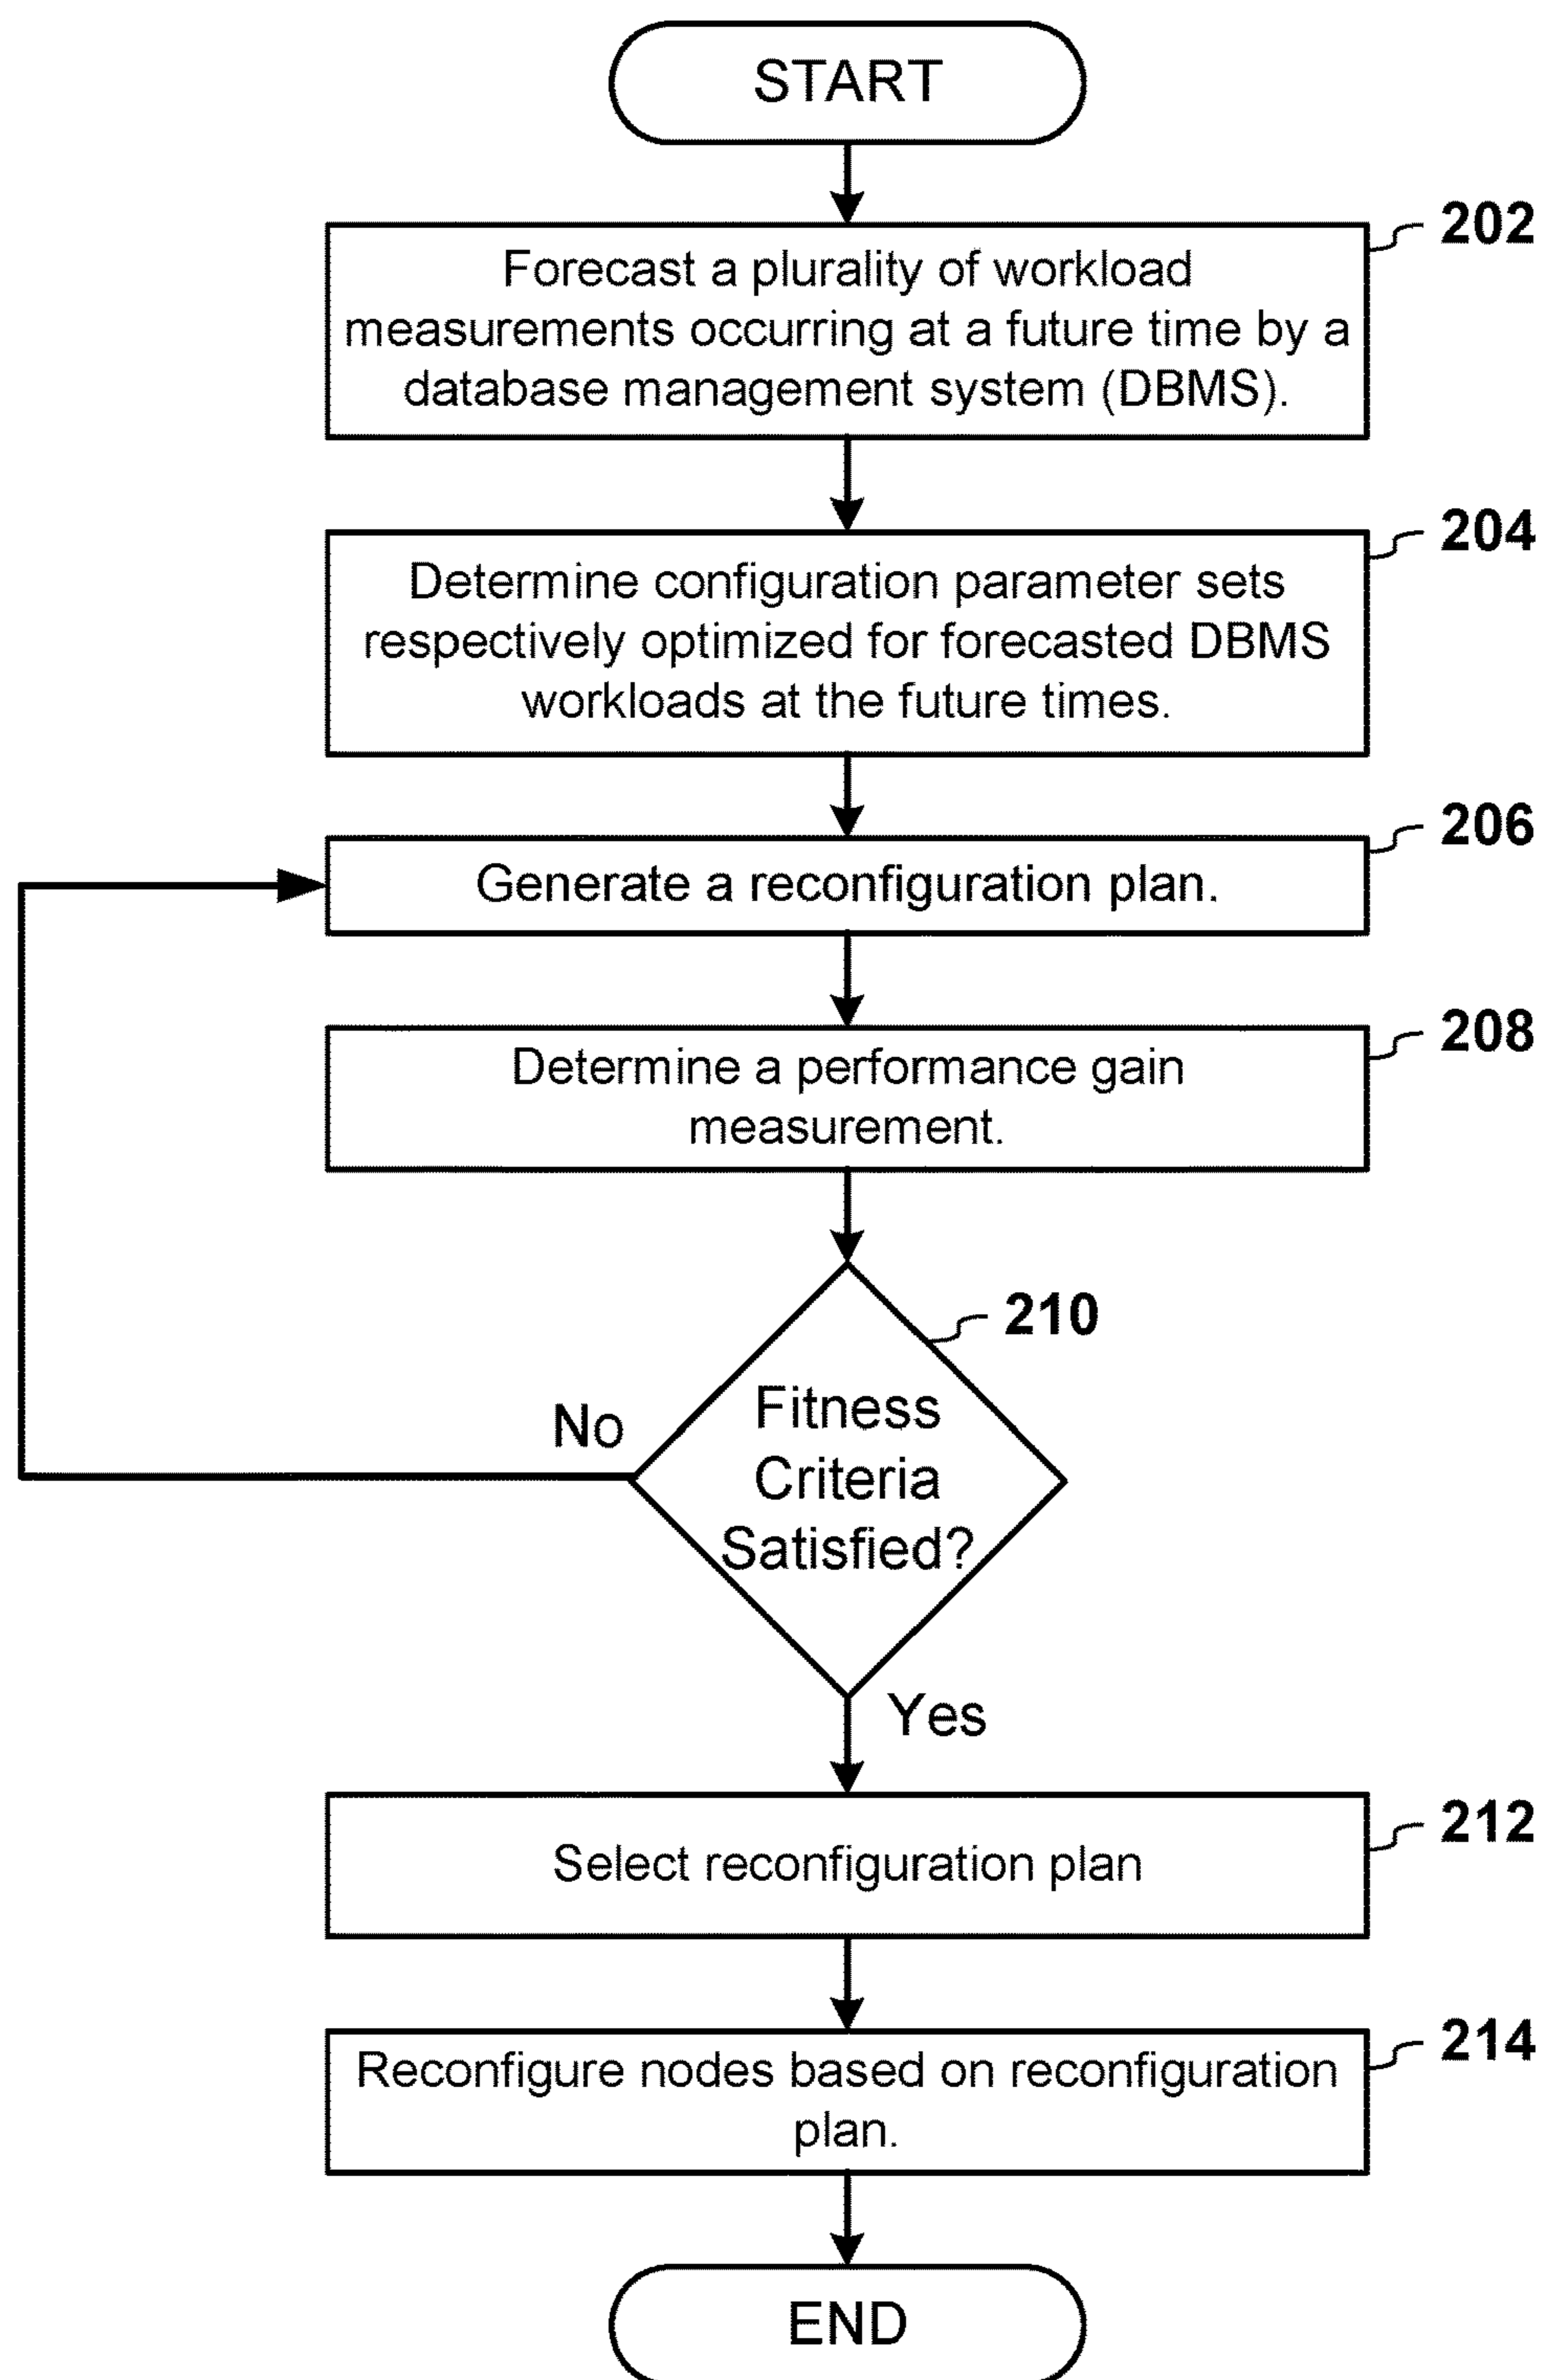 START
202
Forecast a plurality of workload
measurements occurring at a future time by a
database management system (DBMS).
204
Determine configuration parameter sets
respectively optimized for forecasted DBMS
workloads at the future times.
206
Generate a reconfiguration plan.
208
Determine a performance gain
measurement.
210
Fitness
Criteria
Satisfied?
No
Yes
212
Select reconfiguration plan
214
Reconfigure nodes based on reconfiguration
plan.
END